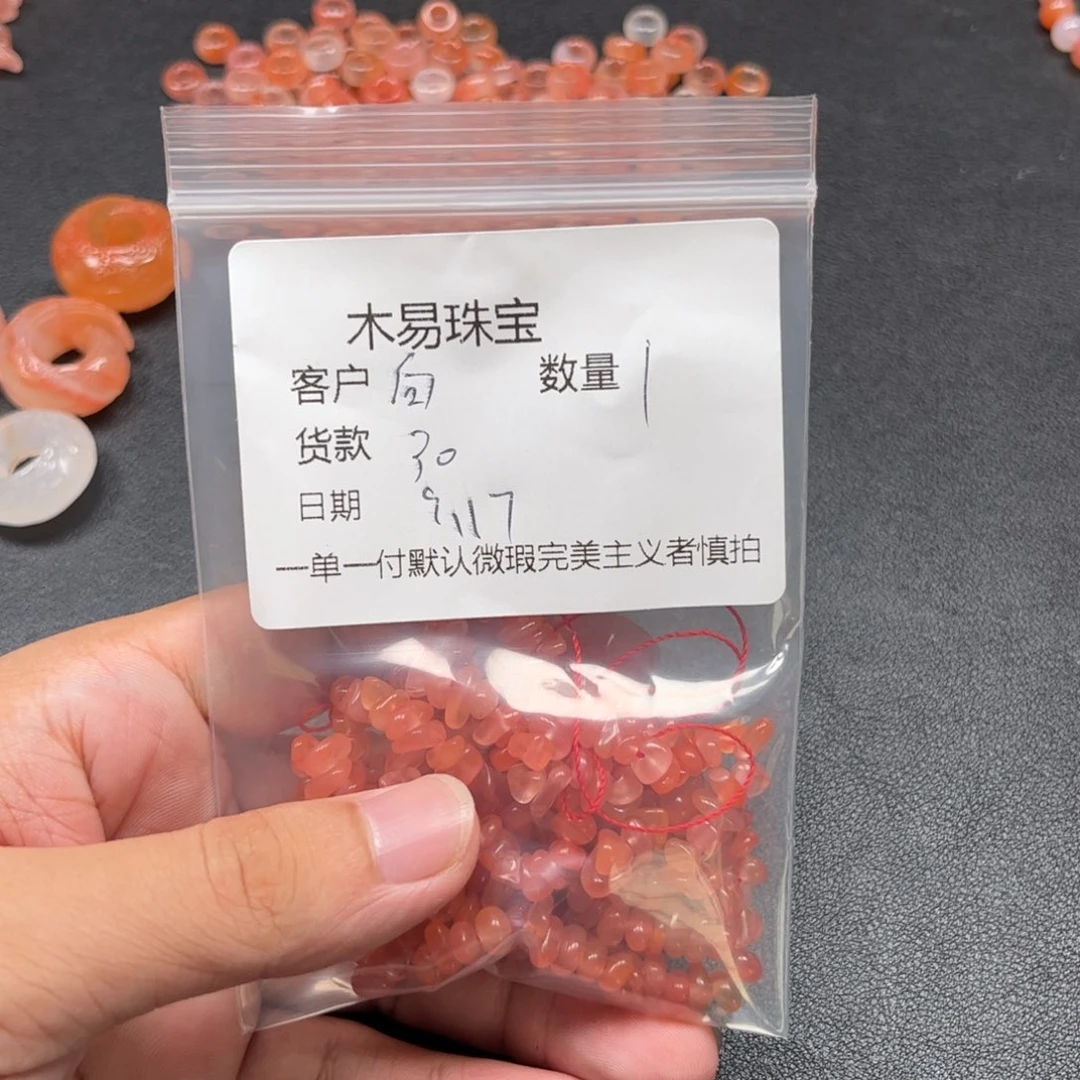 木易珠宝
客户 白 数量 1
货款 30
日期 9.17
一单一付默认微瑕完美主义者慎拍